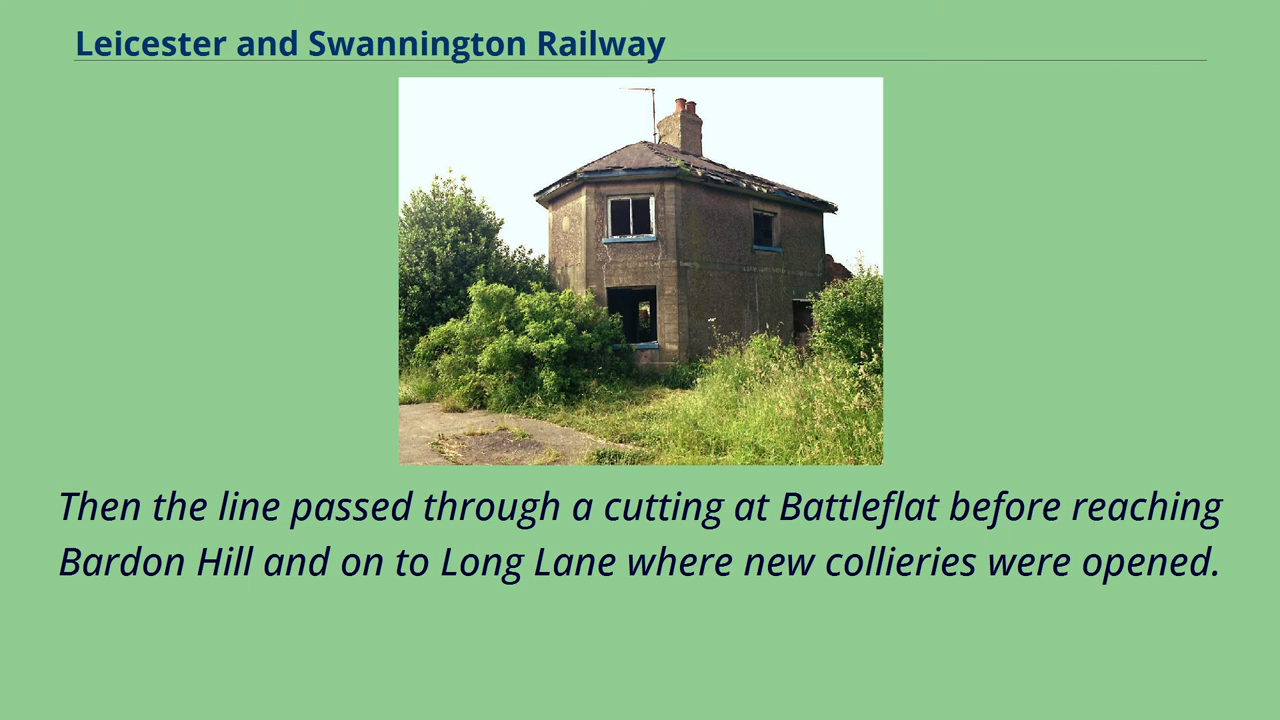 Leicester and Swannington Railway
Then the line passed through a cutting at Battleflat before reaching
Bardon Hill and on to Long Lane where new collieries were opened.